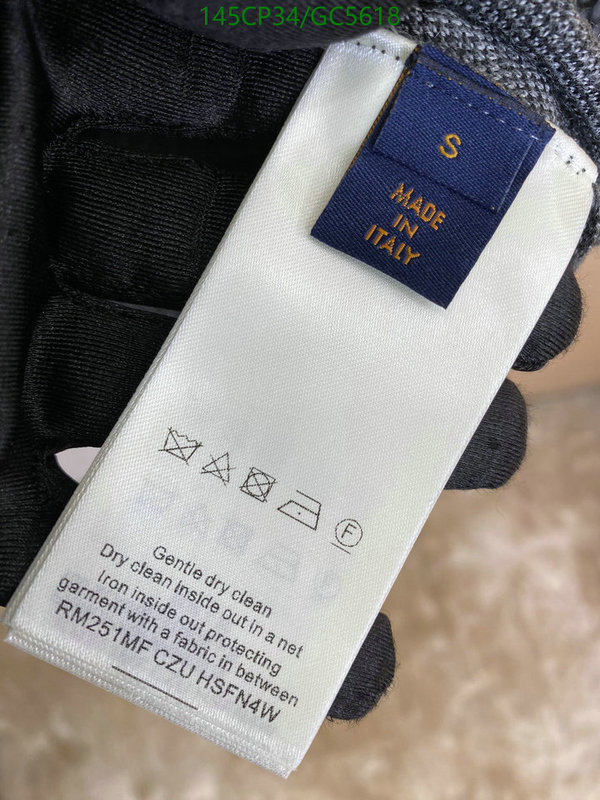 145CP34/GC5618
S
MADE
IN
ITALY
F
Gentle dry clean
Dry clean Inside out in a net
Iron inside out protecting
garment with a fabric in between
RM251MF CZU HSFN4W